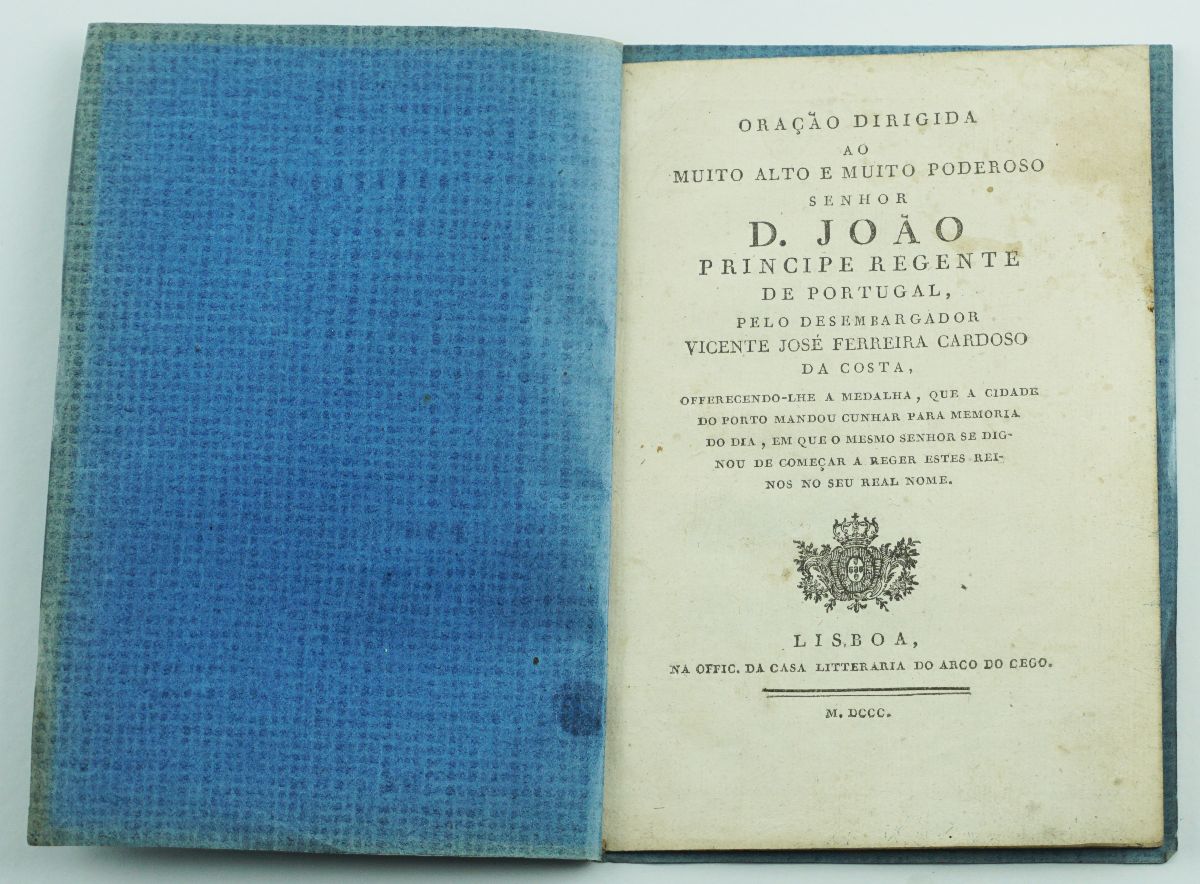 ORAÇÃO DIRIGIDA
AO
MUITO ALTO E MUITO PODEROSO
SENHOR
D. JOÃO
PRINCIPE REGENTE
DE PORTUGAL,
PELO DESEMBARGADOR
VICENTE JOSÉ FERREIRA CARDOSO
DA COSTA,
OFFERECENDO-LHE A MEDALHA, QUE A CIDADE
DO PORTO MANDOU CUNHAR PARA MEMORIA
DO DIA, EM QUE O MESMO SENHOR SE DIG-
NOU DE COMEÇAR A REGER ESTES REI-
NOS NO SEU REAL NOME.
LISBOA,
NA OFFIC. DA CASA LITTERARIA DO ARCO DO CEGO.
M. DCCC.